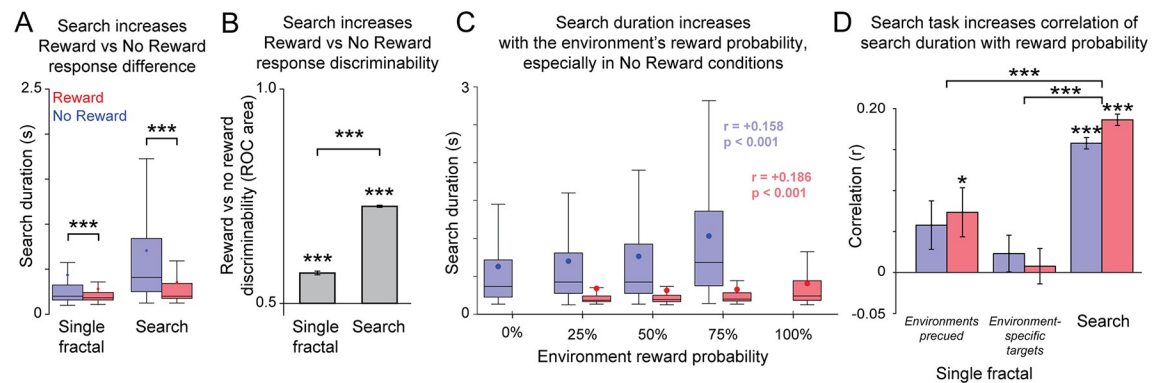 A
Search increases
Reward vs No Reward
response difference
2.5
Reward
No Reward
***
***
Search duration (s)
0
Single
fractal
Search
B
Search increases
Reward vs No Reward
response discriminability
1.0
***
***
***
Reward vs no reward
discriminability (ROC area)
0.5
Single
fractal
Search
C
Search duration increases
with the environment's reward probability,
especially in No Reward conditions
3
r = +0.158
p < 0.001
r = +0.186
p < 0.001
Search duration (s)
0
0%
25%
50%
75%
100%
Environment reward probability
D
Search task increases correlation of
search duration with reward probability
***
***
0.20
***
***
*
Correlation (r)
0
-0.05
Environments
precued
Environment-
specific
targets
Search
Single fractal